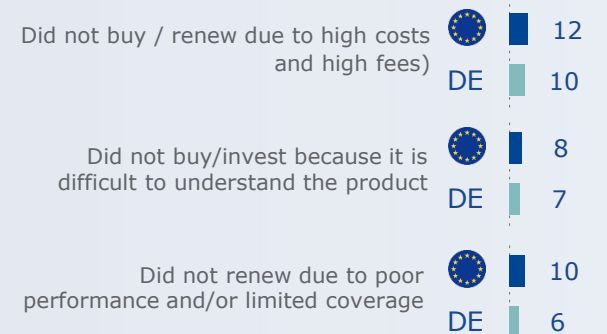 Did not buy / renew due to high costs
and high fees)
12
DE 10
Did not buy/invest because it is
difficult to understand the product
8
DE 7
Did not renew due to poor
performance and/or limited coverage
10
DE 6